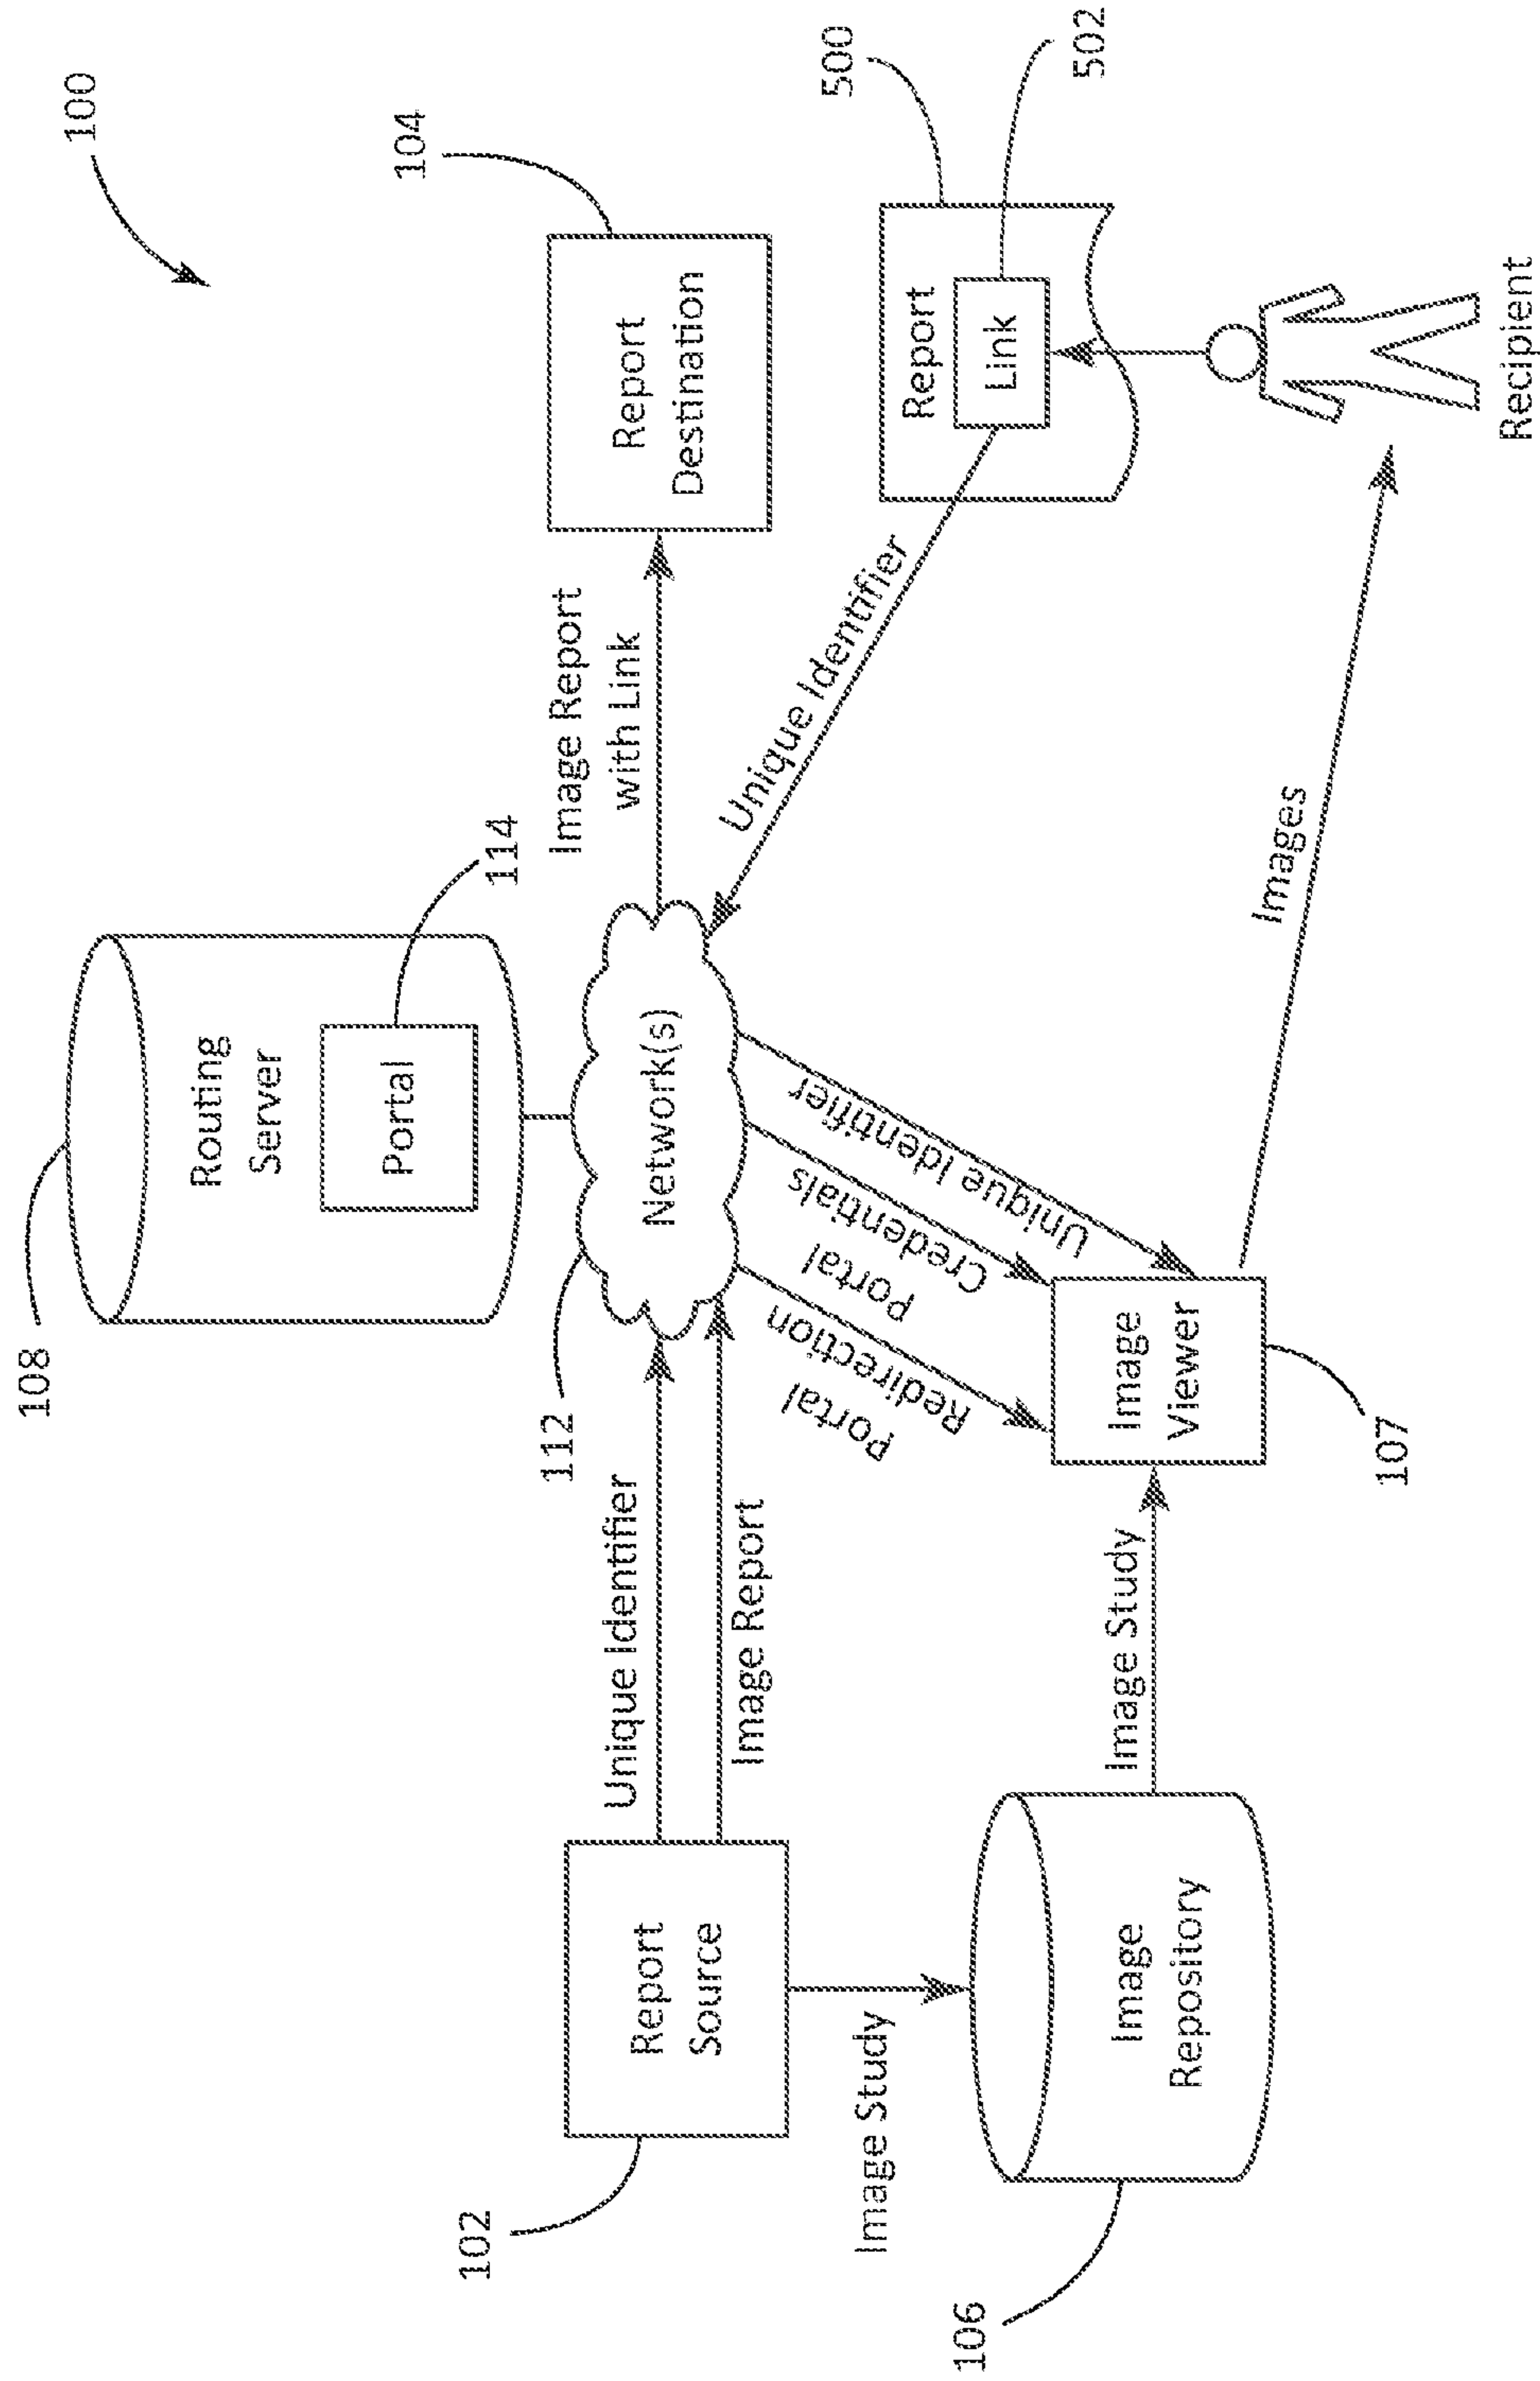 100
108
Routing
Server
Portal
114
104
Report
Destination
Image Report
with Link
112
Network(s)
Unique Identifier
Image Report
102
Report
Source
Image Study
106
Image
Repository
Image Study
Portal
Redirection
Portal
Credentials
Unique Identifier
Image
Viewer
107
Unique Identifier
500
Report
Link
502
Images
Recipient